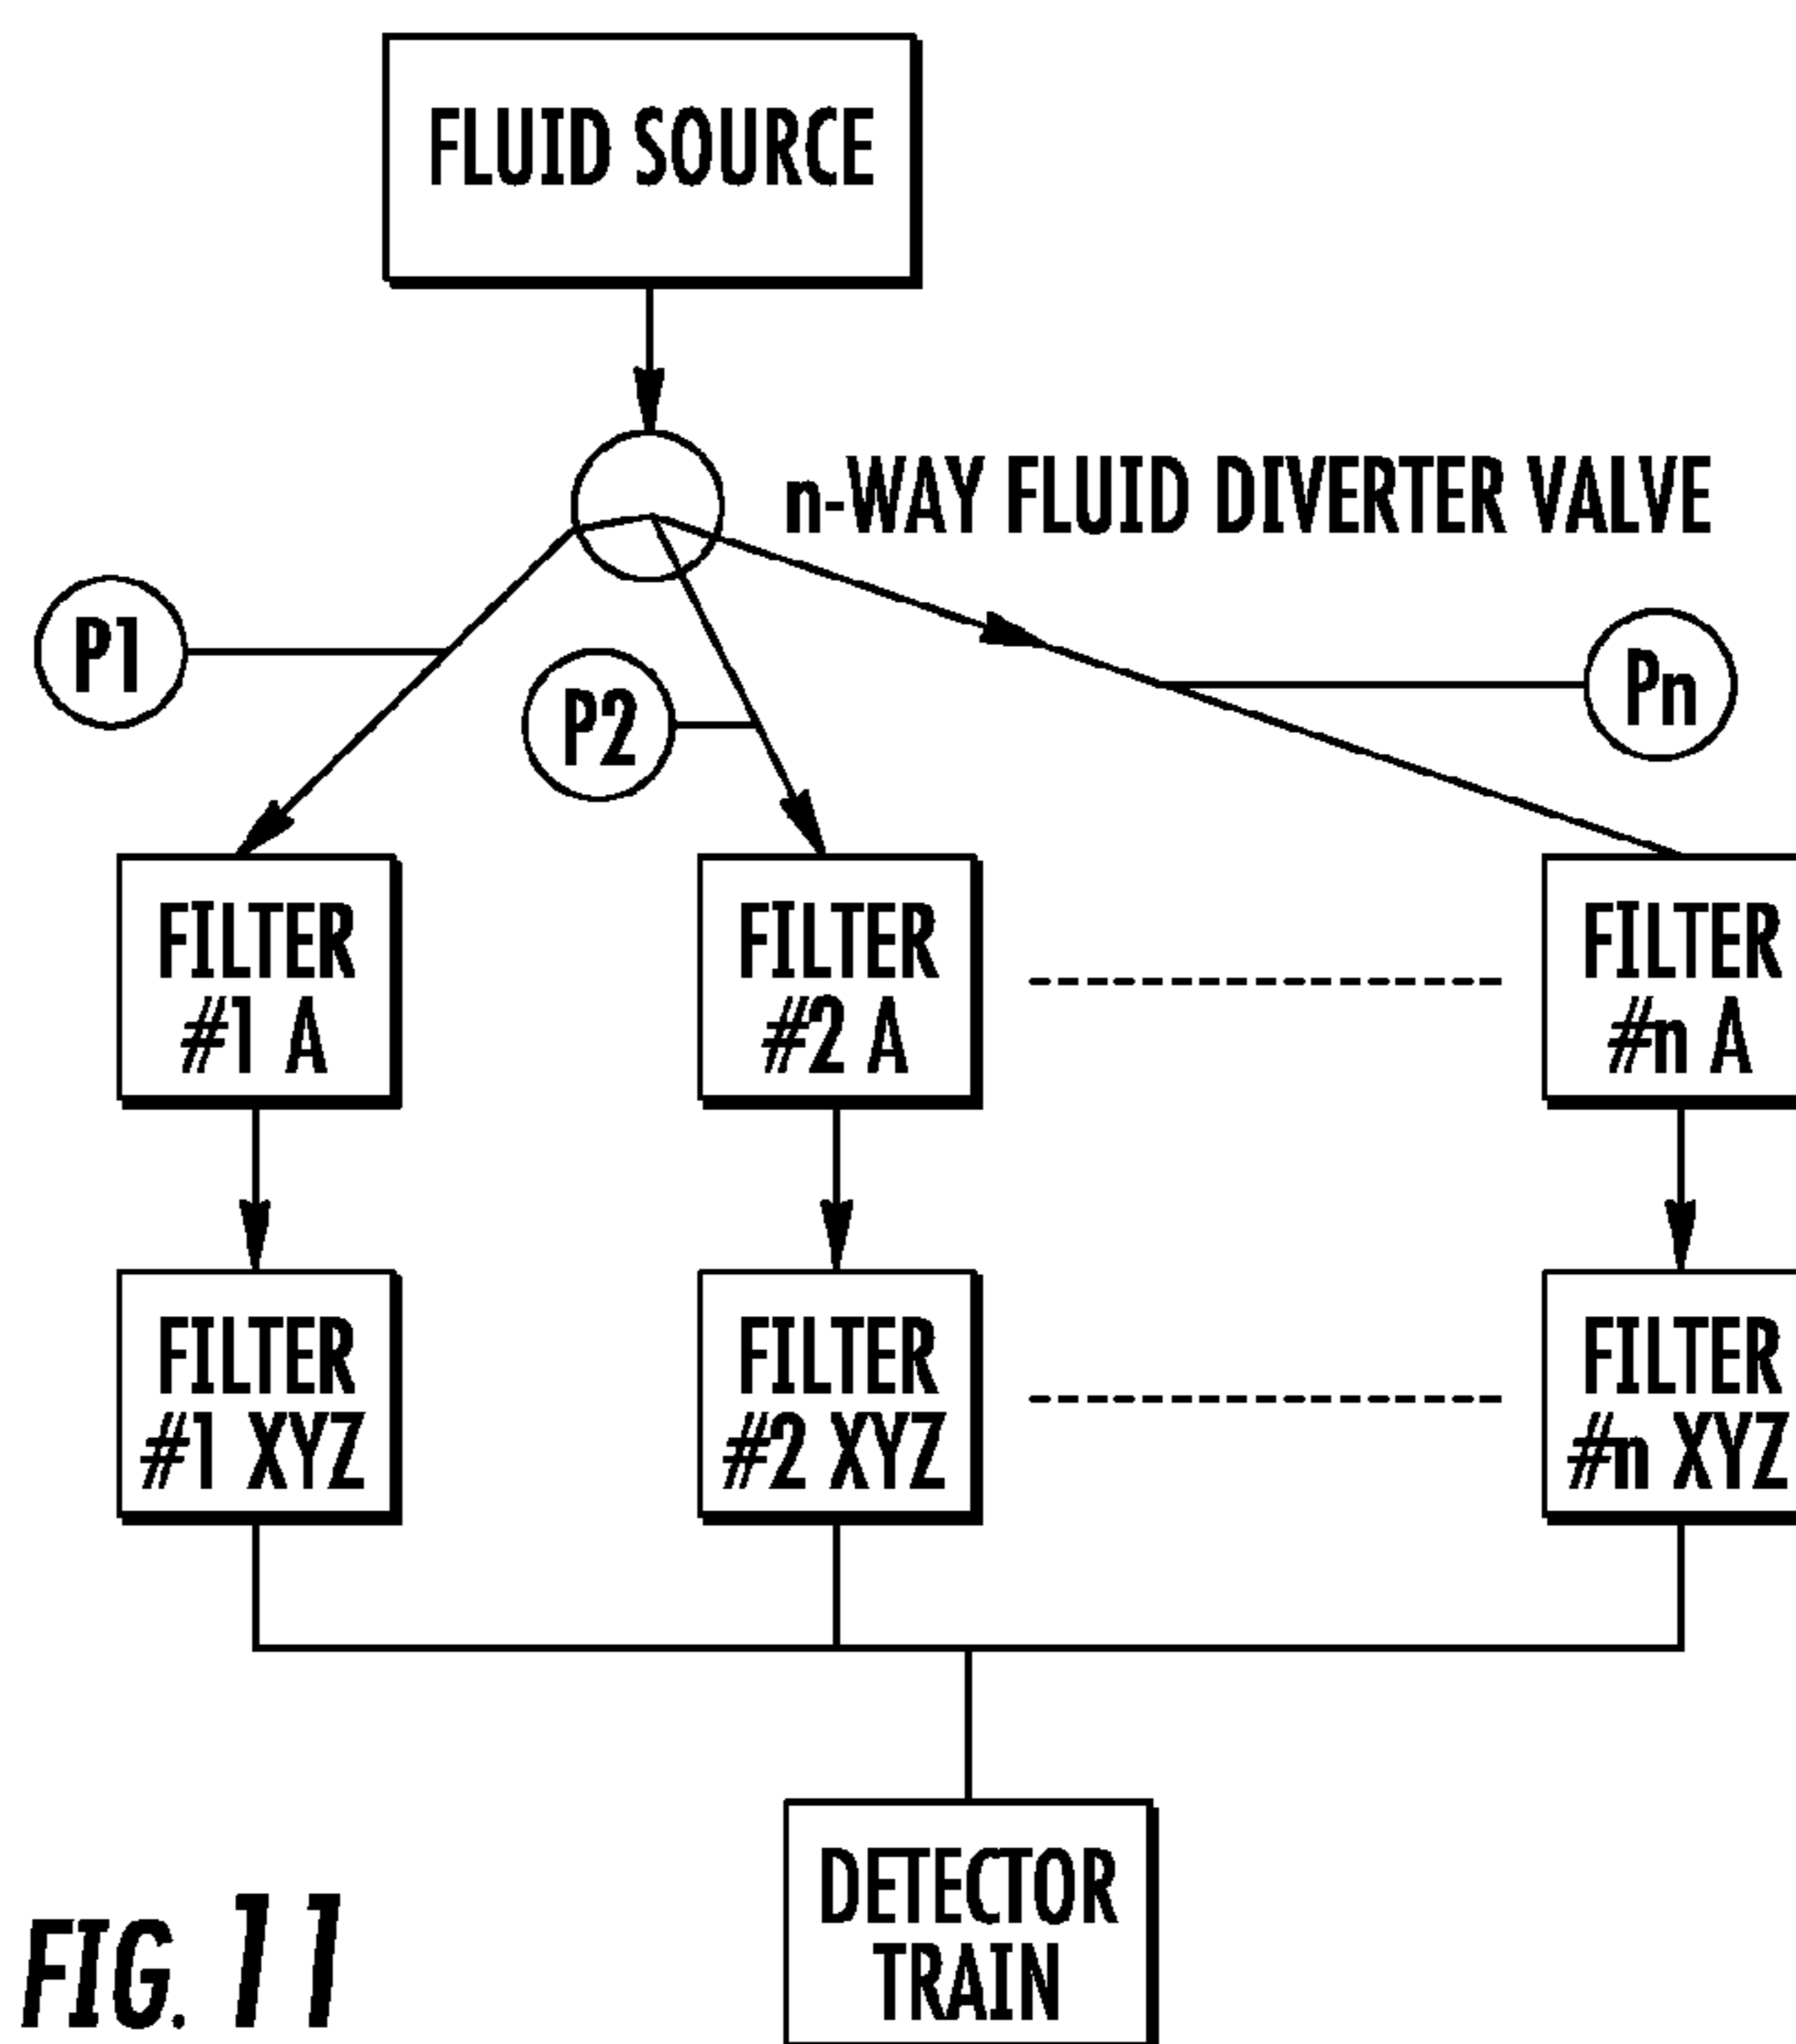 FLUID SOURCE
n-WAY FLUID DIVERTER VALVE
P1
P2
Pn
FILTER
#1 A
FILTER
#2 A
FILTER
#n A
FILTER
#1 XYZ
FILTER
#2 XYZ
FILTER
#n XYZ
DETECTOR
TRAIN
FIG. 11